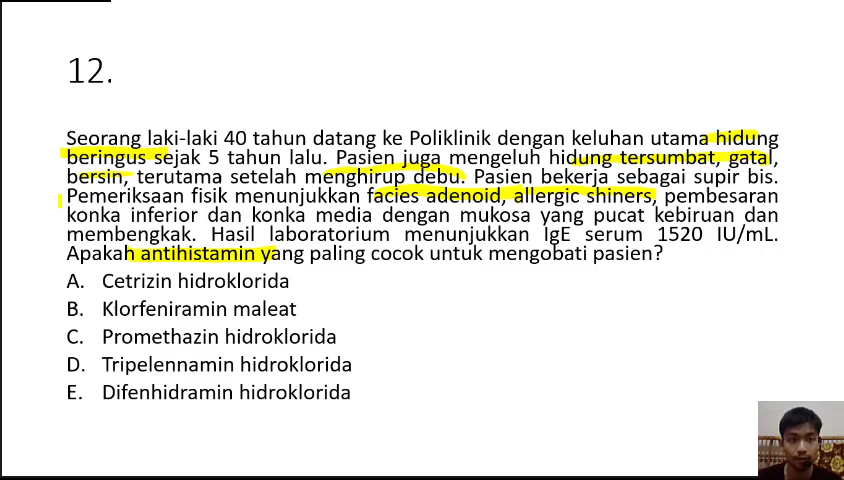 12.
Seorang laki-laki 40 tahun datang ke Poliklinik dengan keluhan utama hidung
beringus sejak 5 tahun lalu. Pasien juga mengeluh hidung tersumbat, gatal,
bersin, terutama setelah menghirup debu. Pasien bekerja sebagai supir bis.
Pemeriksaan fisik menunjukkan facies adenoid, allergic shiners, pembesaran
konka inferior dan konka media dengan mukosa yang pucat kebiruan dan
membengkak. Hasil laboratorium menunjukkan IgE serum 1520 IU/mL.
Apakah antihistamin yang paling cocok untuk mengobati pasien?
A. Cetrizin hidroklorida
B. Klorfeniramin maleat
C. Promethazin hidroklorida
D. Tripelennamin hidroklorida
E. Difenhidramin hidroklorida